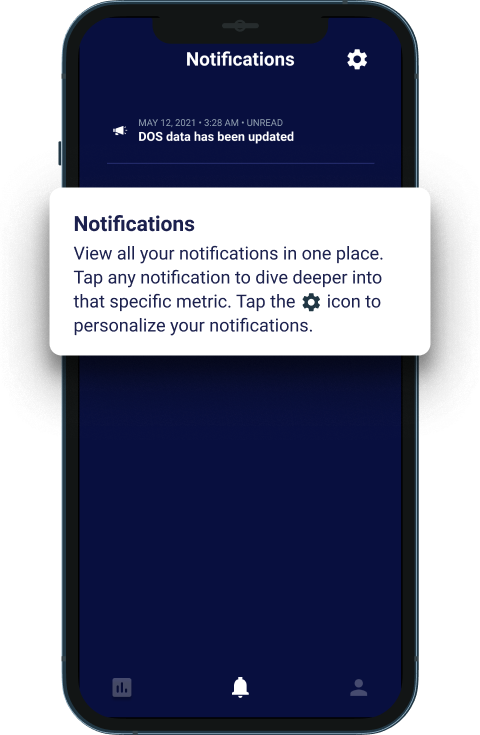 Notifications
MAY 12, 2021 • 3:28 AM • UNREAD
DOS data has been updated
Notifications
View all your notifications in one place.
Tap any notification to dive deeper into
that specific metric. Tap the icon to
personalize your notifications.